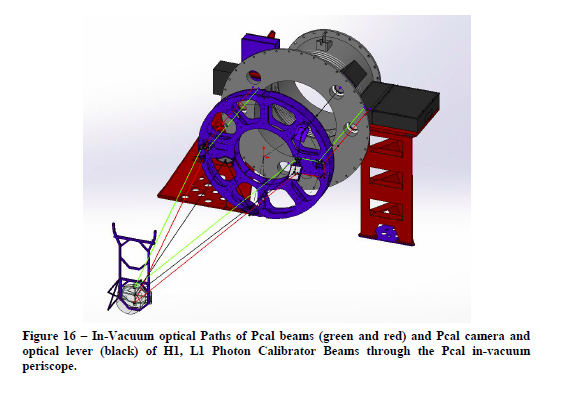 Figure 16 – In-Vacuum optical Paths of Pcal beams (green and red) and Pcal camera and
optical lever (black) of H1, L1 Photon Calibrator Beams through the Pcal in-vacuum
periscope.